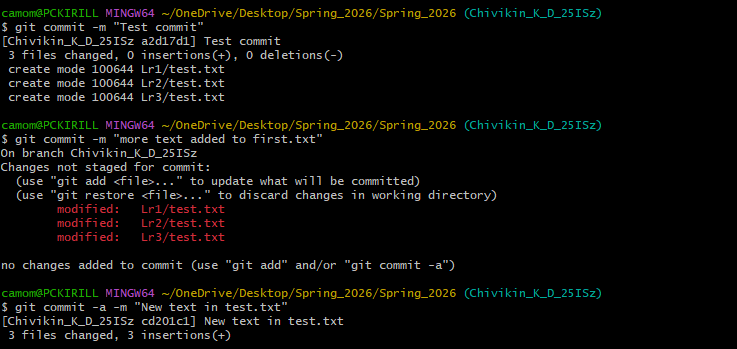 camom@PCKIRILL MINGW64 ~/OneDrive/Desktop/Spring_2026/Spring_2026 (Chivikin_K_D_25ISz)
$ git commit -m "Test commit"
[Chivikin_K_D_25ISz a2d17d1] Test commit
 3 files changed, 0 insertions(+), 0 deletions(-)
 create mode 100644 Lr1/test.txt
 create mode 100644 Lr2/test.txt
 create mode 100644 Lr3/test.txt
camom@PCKIRILL MINGW64 ~/OneDrive/Desktop/Spring_2026/Spring_2026 (Chivikin_K_D_25ISz)
$ git commit -m "more text added to first.txt"
On branch Chivikin_K_D_25ISz
Changes not staged for commit:
  (use "git add <file>..." to update what will be committed)
  (use "git restore <file>..." to discard changes in working directory)
        modified:   Lr1/test.txt
        modified:   Lr2/test.txt
        modified:   Lr3/test.txt
no changes added to commit (use "git add" and/or "git commit -a")
camom@PCKIRILL MINGW64 ~/OneDrive/Desktop/Spring_2026/Spring_2026 (Chivikin_K_D_25ISz)
$ git commit -a -m "New text in test.txt"
[Chivikin_K_D_25ISz cd201c1] New text in test.txt
 3 files changed, 3 insertions(+)